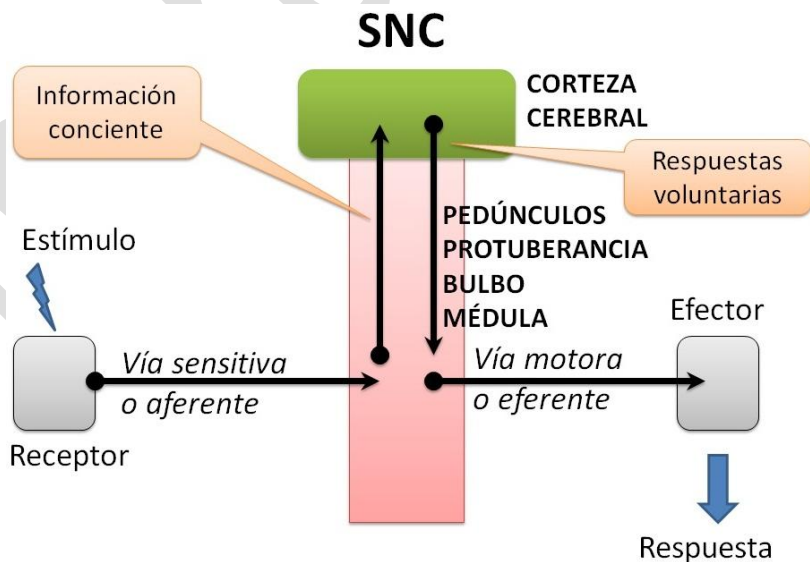 SNC
Información
conciente
CORTEZA
CEREBRAL
Respuestas
voluntarias
PEDÚNCULOS
PROTUBERANCIA
BULBO
MÉDULA
Estímulo
Efector
Vía sensitiva
o aferente
Vía motora
o eferente
Receptor
Respuesta